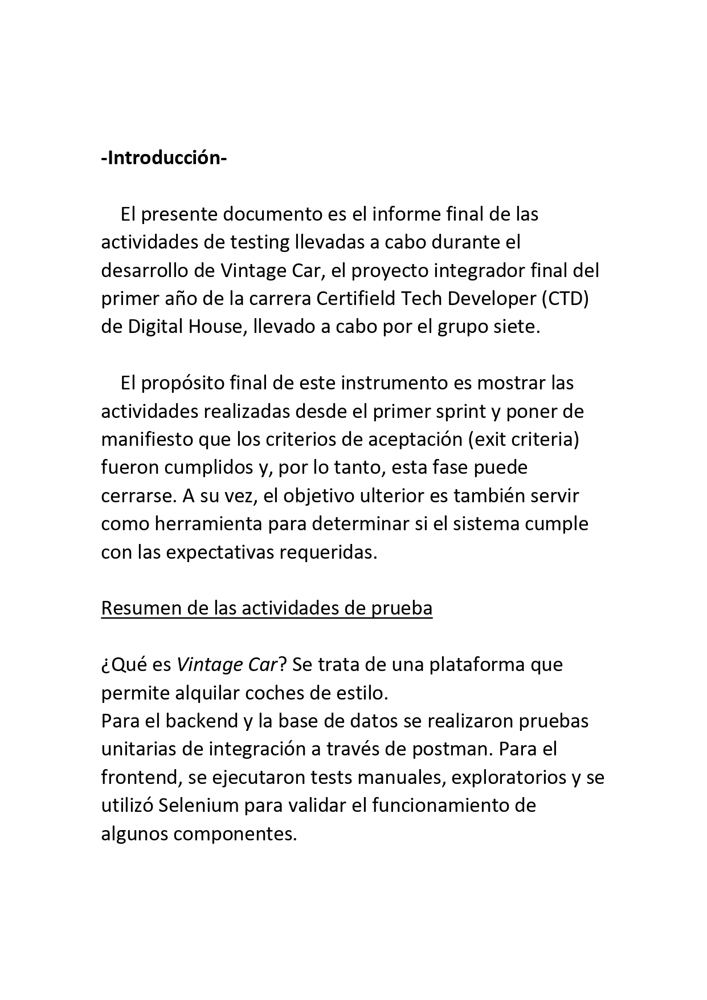 -Introducción-
El presente documento es el informe final de las
actividades de testing llevadas a cabo durante el
desarrollo de Vintage Car, el proyecto integrador final del
primer año de la carrera Certifield Tech Developer (CTD)
de Digital House, llevado a cabo por el grupo siete.
El propósito final de este instrumento es mostrar las
actividades realizadas desde el primer sprint y poner de
manifiesto que los criterios de aceptación (exit criteria)
fueron cumplidos y, por lo tanto, esta fase puede
cerrarse. A su vez, el objetivo ulterior es también servir
como herramienta para determinar si el sistema cumple
con las expectativas requeridas.
Resumen de las actividades de prueba
¿Qué es Vintage Car? Se trata de una plataforma que
permite alquilar coches de estilo.
Para el backend y la base de datos se realizaron pruebas
unitarias de integración a través de postman. Para el
frontend, se ejecutaron tests manuales, exploratorios y se
utilizó Selenium para validar el funcionamiento de
algunos componentes.